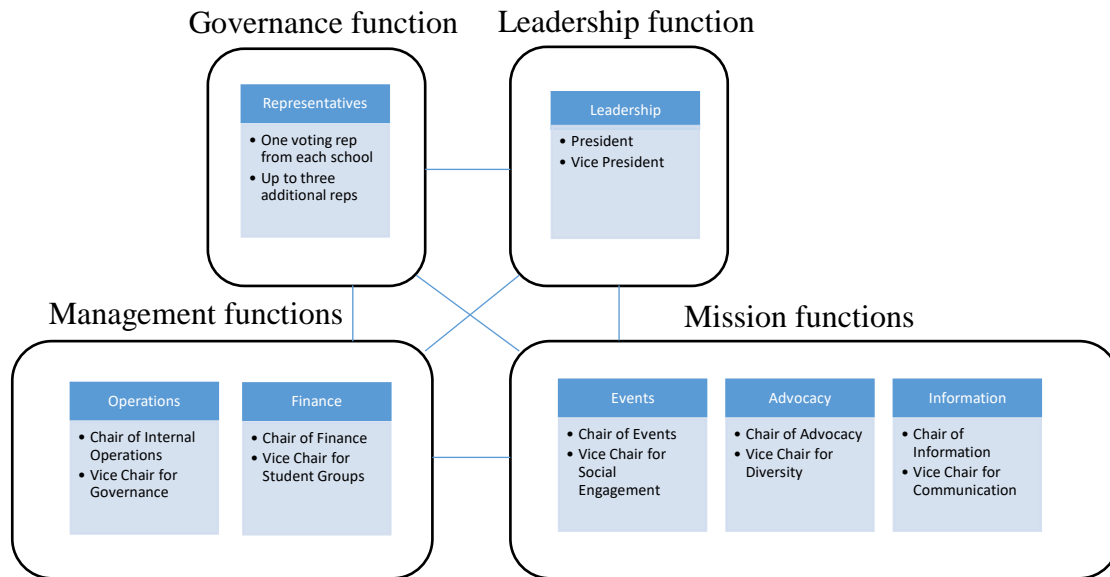 Governance function
Leadership function
Representatives
• One voting rep
from each school
• Up to three
additional reps
Leadership
• President
• Vice President
Management functions
Mission functions
Operations
• Chair of Internal
Operations
• Vice Chair for
Governance
Finance
• Chair of Finance
• Vice Chair for
Student Groups
Events
• Chair of Events
• Vice Chair for
Social
Engagement
Advocacy
• Chair of Advocacy
• Vice Chair for
Diversity
Information
• Chair of
Information
• Vice Chair for
Communication